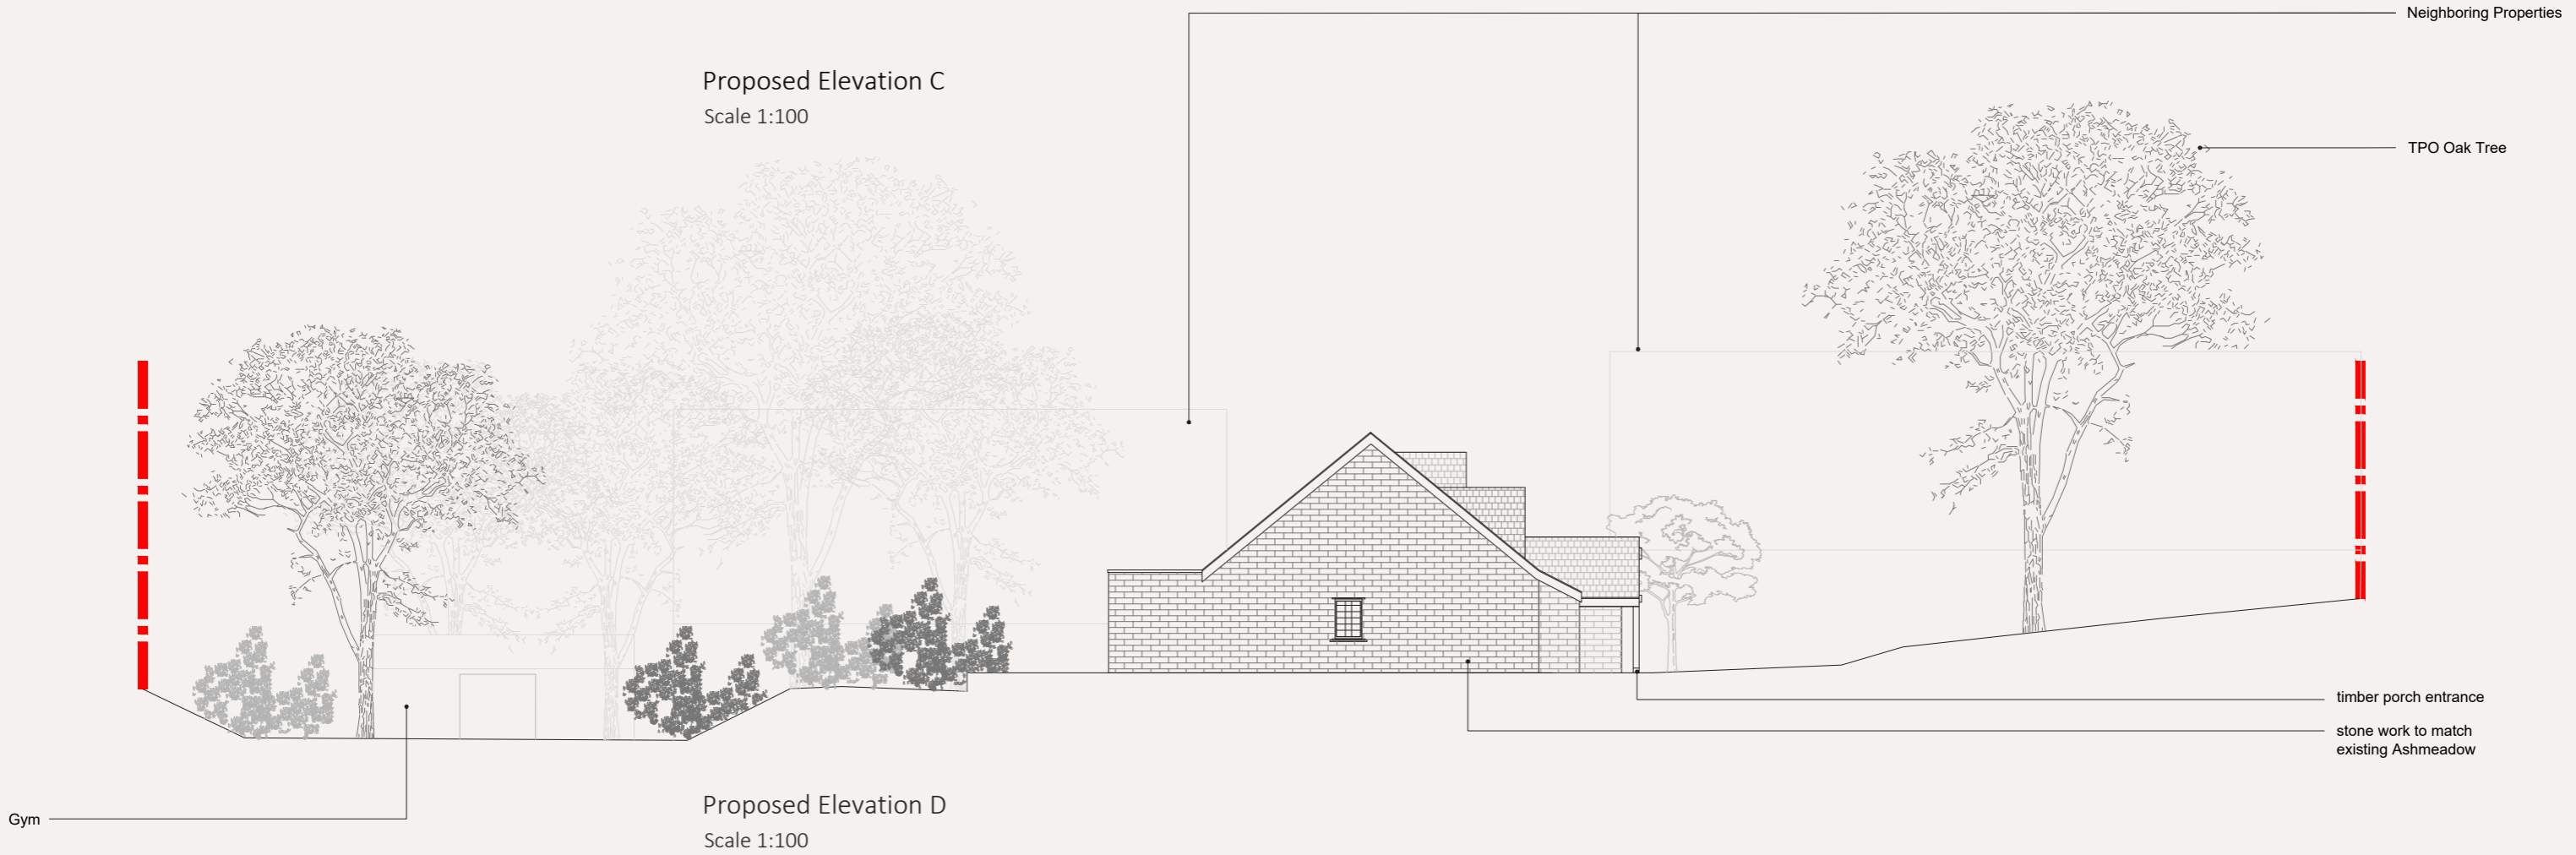 Neighboring Properties
Proposed Elevation C
Scale 1:100
TPO Oak Tree
timber porch entrance
stone work to match
existing Ashmeadow
Proposed Elevation D
Scale 1:100
Gym